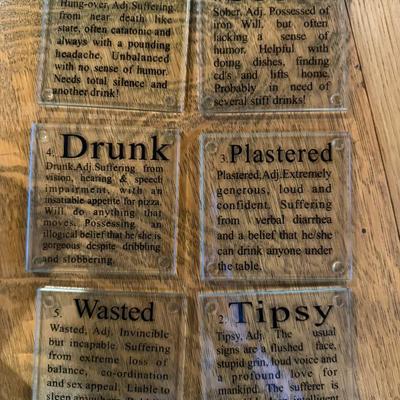 Hung-over, Adj. Suffering
from near death like
state, often catatonic and
always with a pounding
headache. Unbalanced
with no sense of humor.
Needs total silence and
another drink!
Sober, Adj. Possessed of
iron Will, but often
lacking a sense of
humor. Helpful with
doing dishes, finding
cd's and lifts home.
Probably in need of
several stiff drinks!
4. Drunk
Drunk,Adj.Suffering from
vision, hearing & speech
impairment, with an
insatiable appetite for pizza.
Will do anything that
moves. Possessing an
illogical belief that he/she is
gorgeous despite dribbling
and slobbering.
3. Plastered
Plastered,Adj.Extremely
generous, loud and
confident. Suffering
from verbal diarrhea
and a belief that he/she
can drink anyone under
the table.
5. Wasted
Wasted, Adj. Invincible
but incapable. Suffering
from extreme loss of
balance, co-ordination
and sex appeal. Liable to
sleep anywhere.
2. Tipsy
Tipsy, Adj. The usual
signs are a flushed face,
stupid grin, loud voice and
a profound love for
mankind. The sufferer is
intelligent